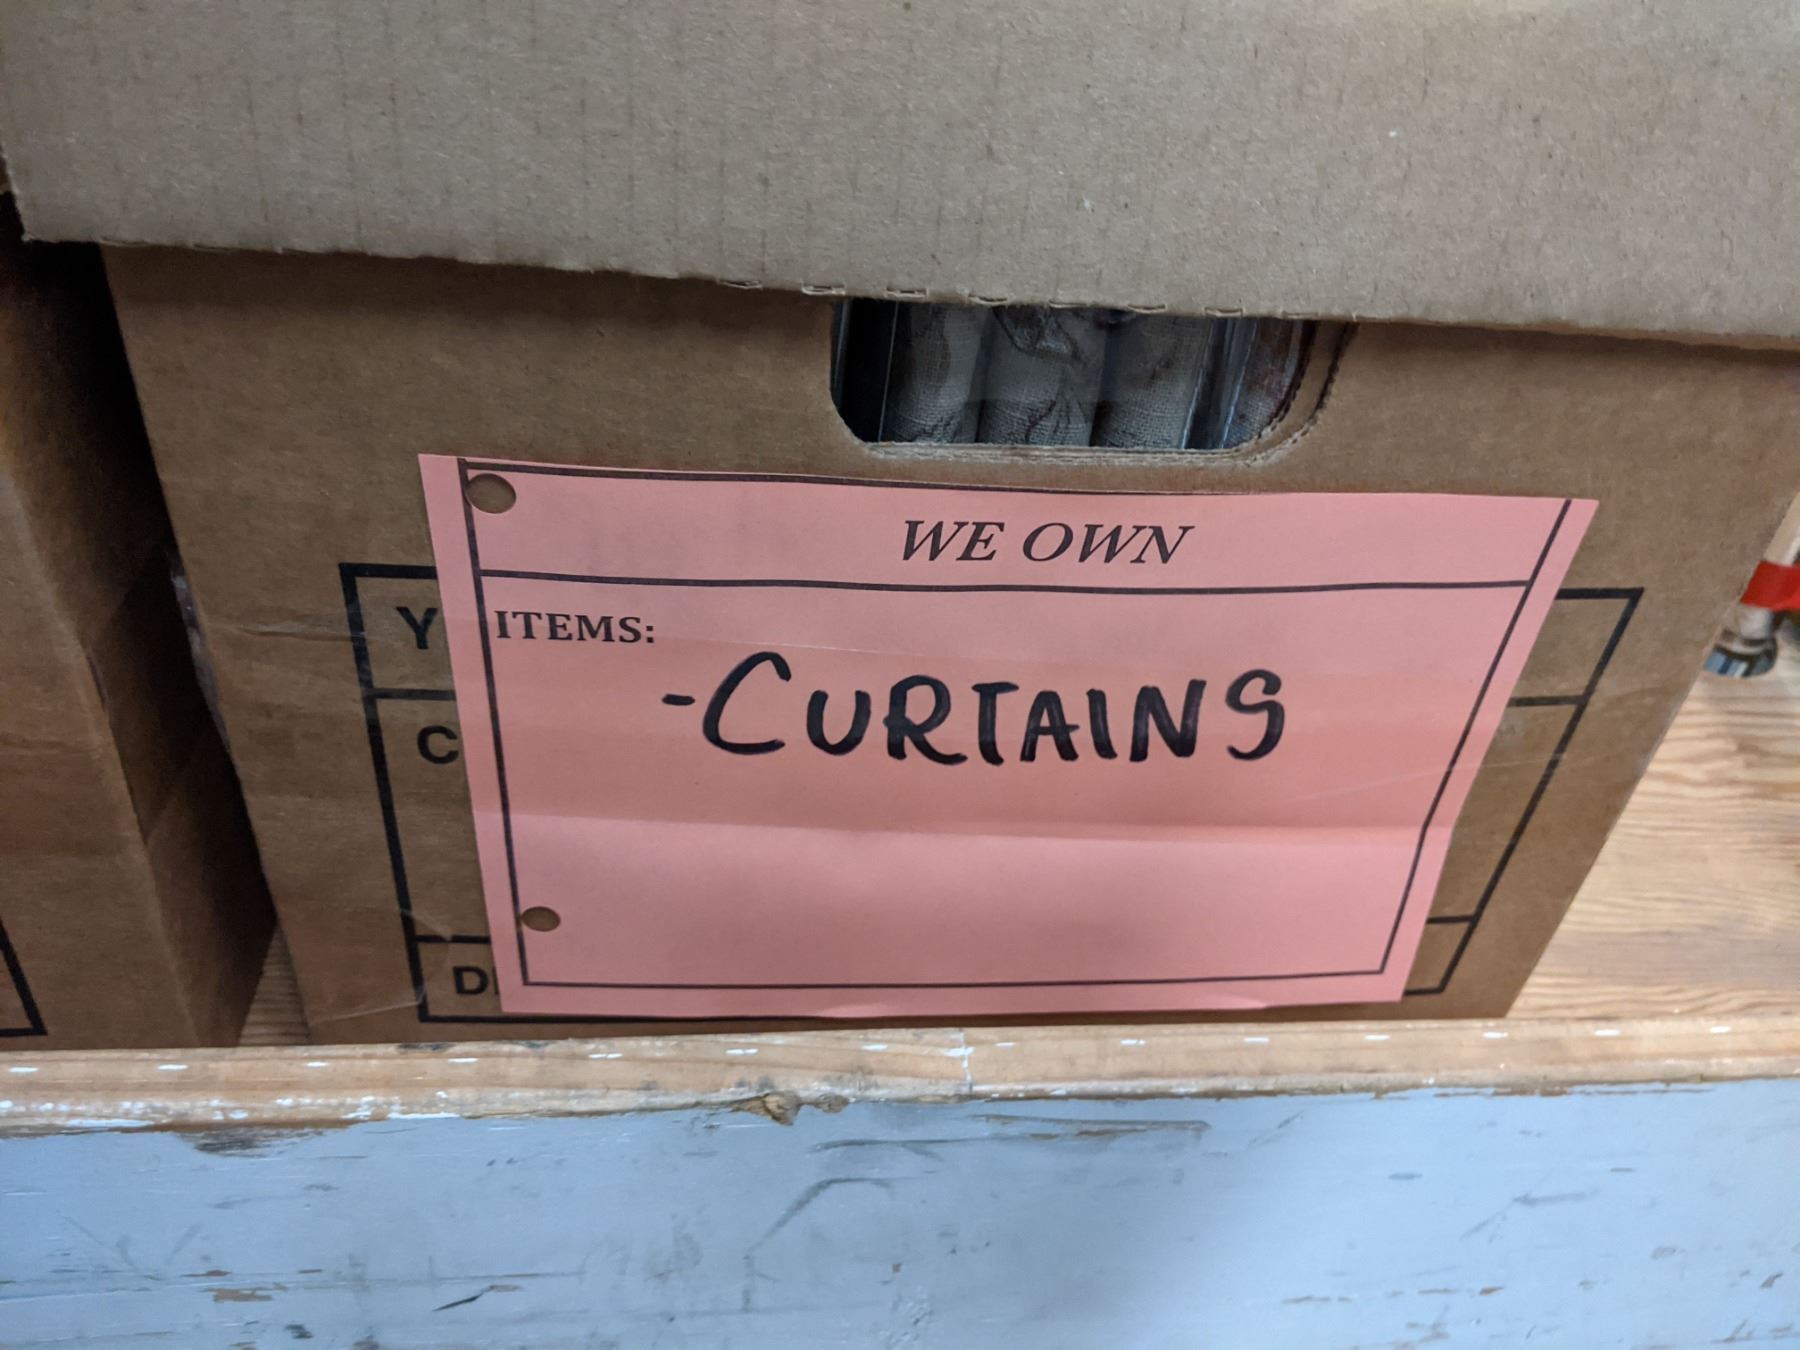 WE OWN
ITEMS:
-CURTAINS
Y
C
D